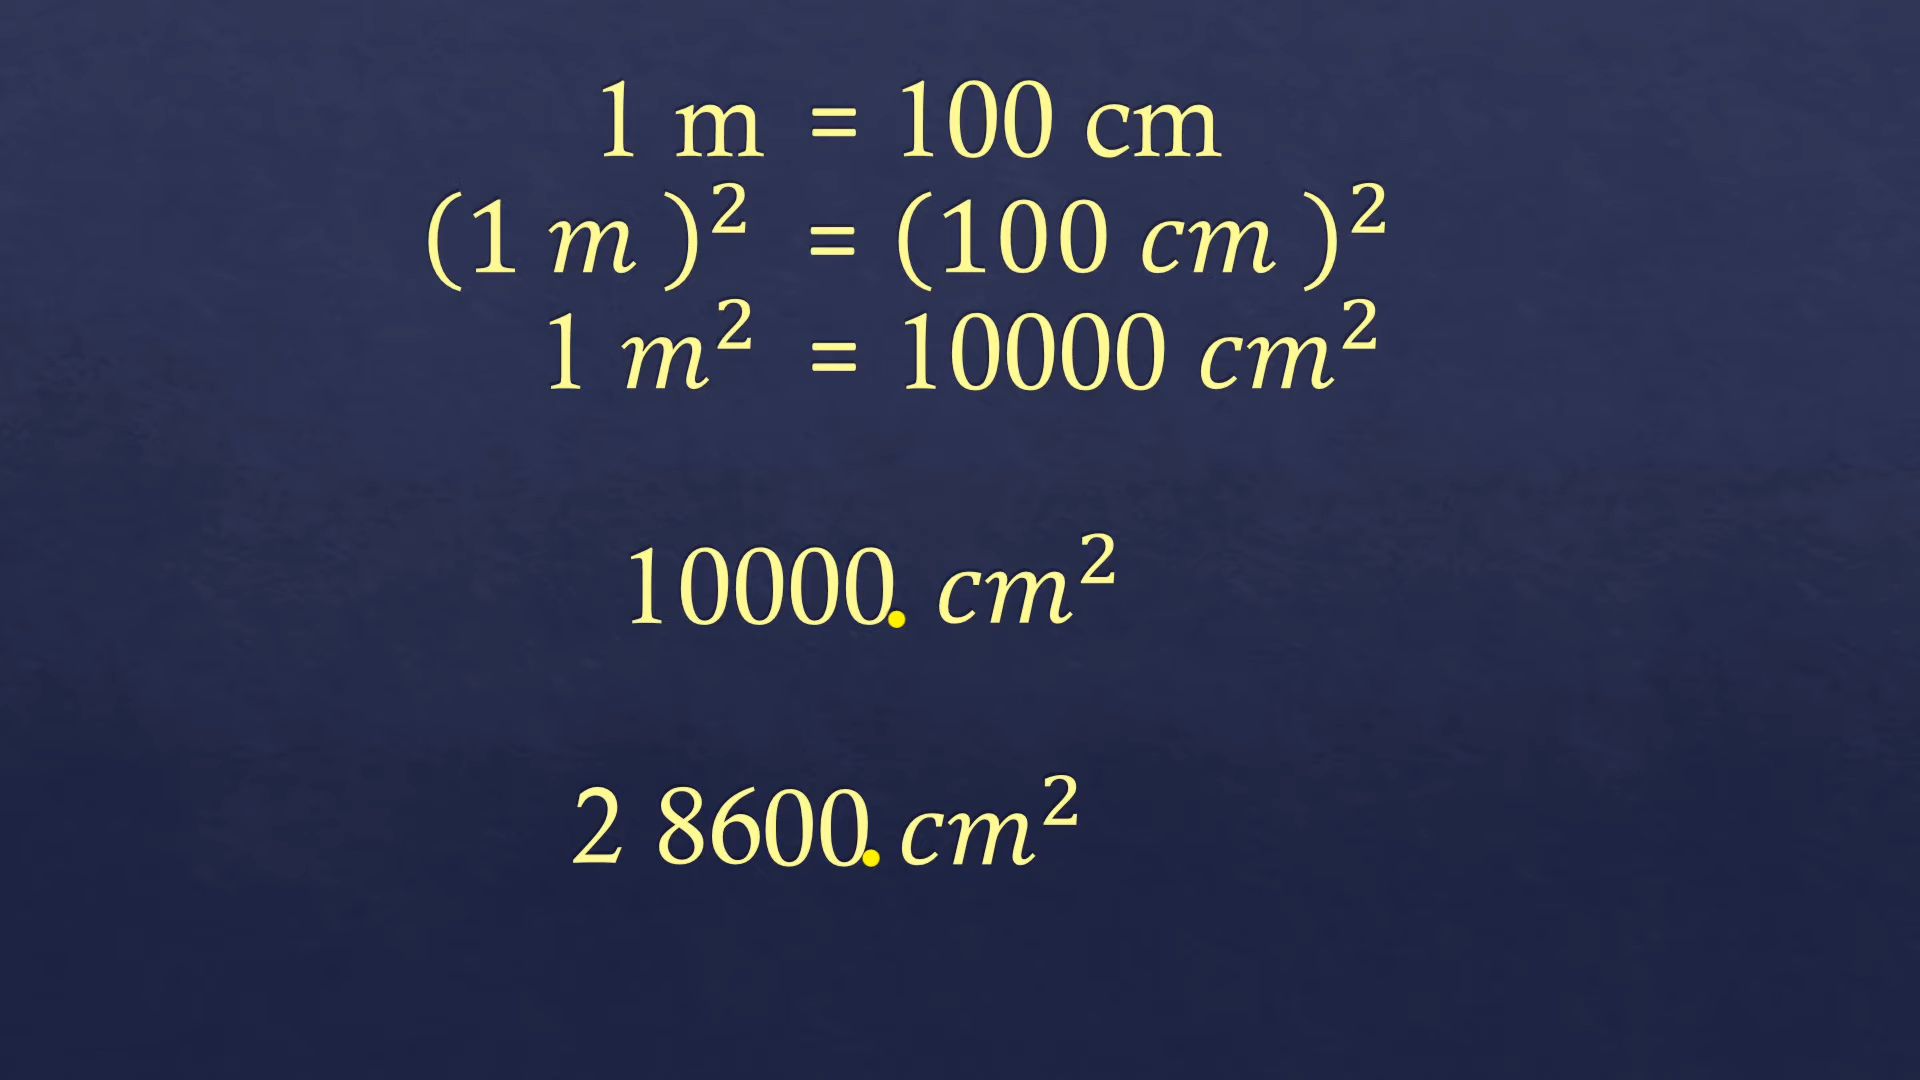 1 m = 100 cm
(1 m )² = (100 cm )²
1 m² = 10000 cm²
10000. cm²
2 8600. cm²